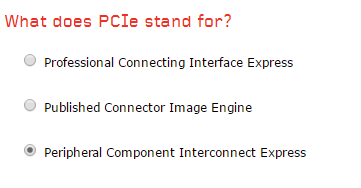 What does PCIe stand for?
Professional Connecting Interface Express
Published Connector Image Engine
Peripheral Component Interconnect Express